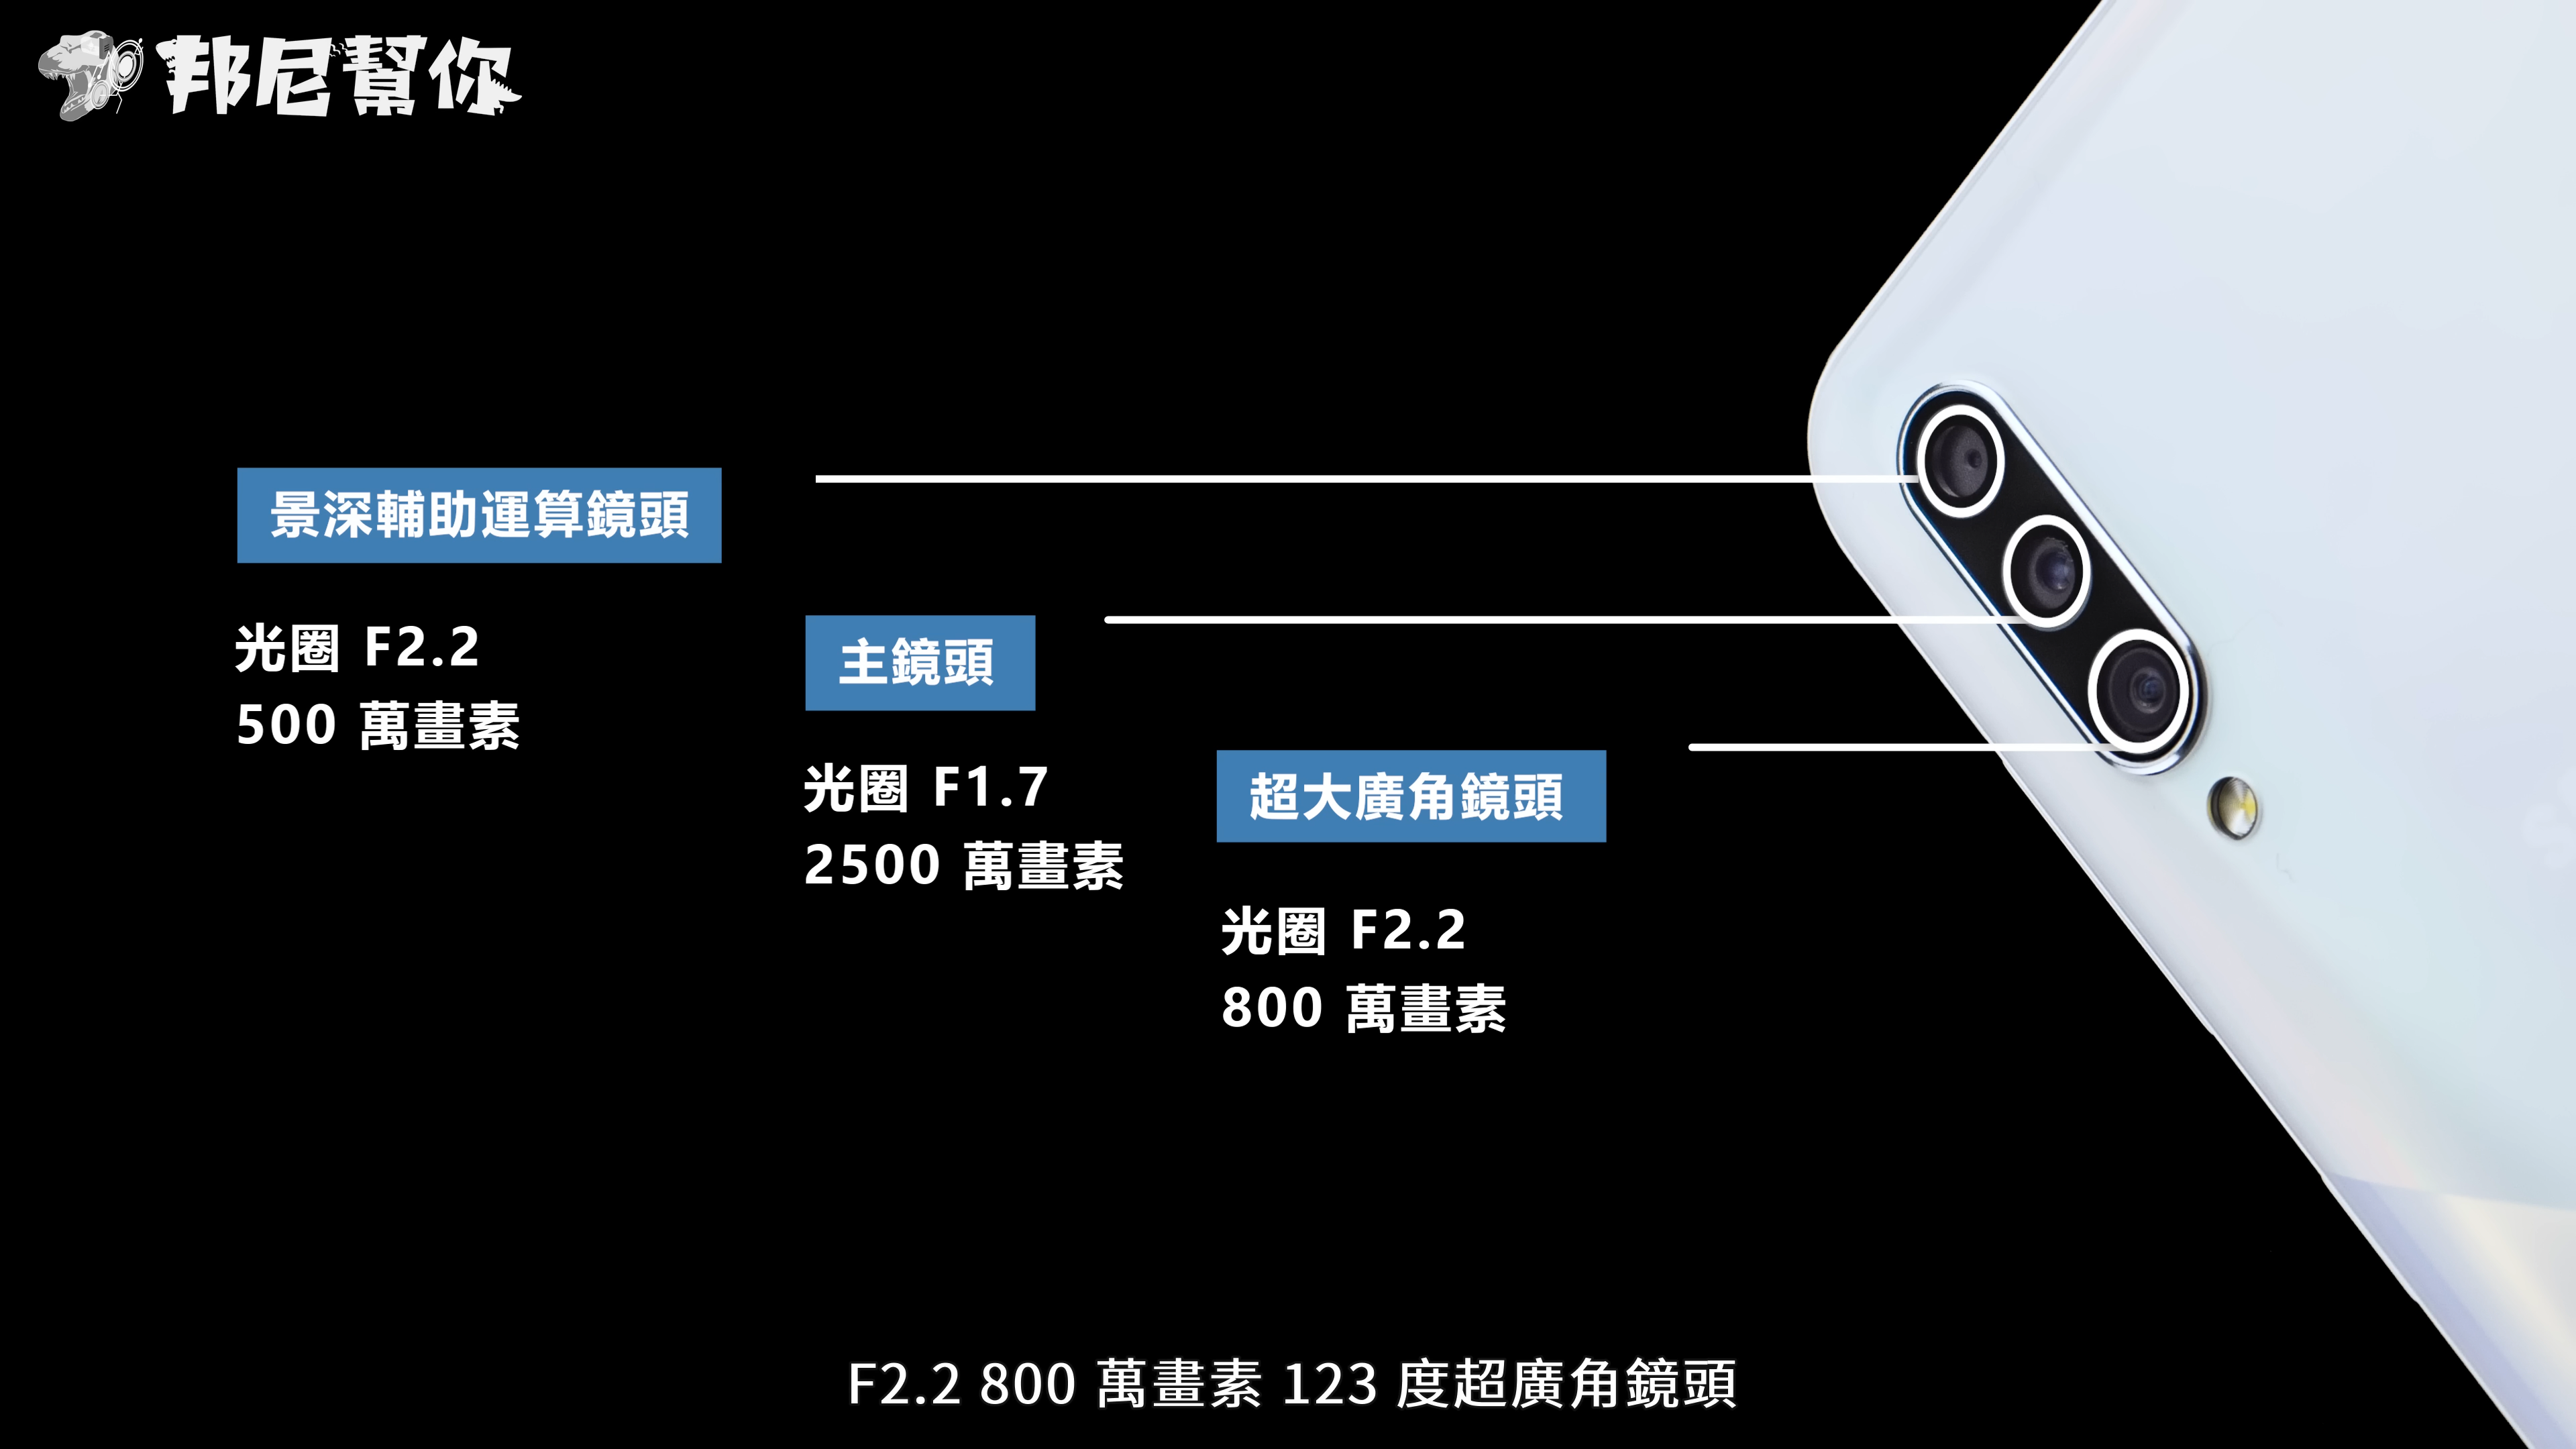 邦尼幫你
景深輔助運算鏡頭
光圈 F2.2
500 萬畫素
主鏡頭
光圈 F1.7
2500 萬畫素
超大廣角鏡頭
光圈 F2.2
800 萬畫素
F2.2 800 萬畫素 123 度超廣角鏡頭